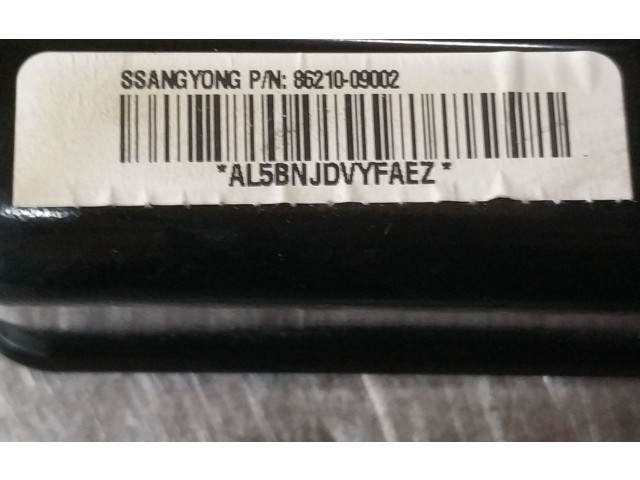 SSANGYONG P/N: 86210-09002
*AL5BNJDVYFAEZ*